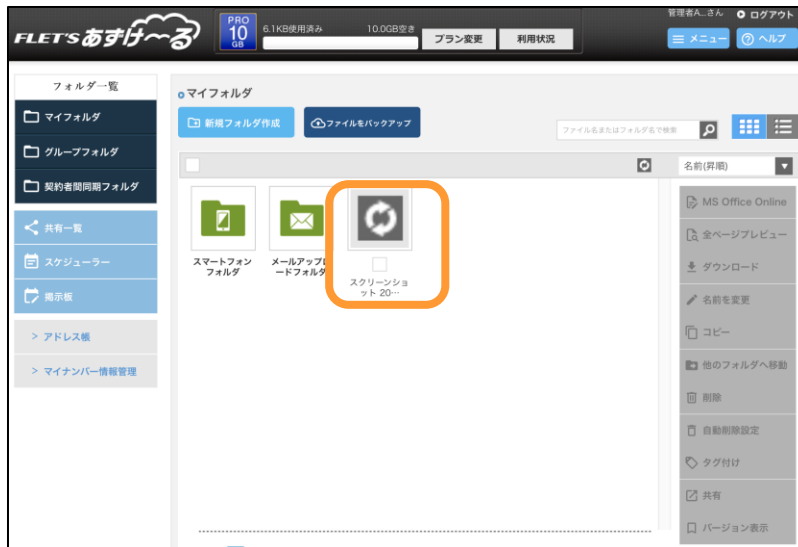 管理者A...さん
ログアウト
FLET'S あずけ〜る
PRO
10
GB
6.1KB使用済み
10.0GB空き
プラン変更
利用状況
メニュー
ヘルプ
フォルダ一覧
マイフォルダ
グループフォルダ
契約者間同期フォルダ
共有一覧
スケジューラー
掲示板
> アドレス帳
> マイナンバー情報管理
マイフォルダ
新規フォルダ作成
ファイルをバックアップ
ファイル名またはフォルダ名で検索
名前(昇順)
スマートフォン
フォルダ
メールアップロ
ードフォルダ
スクリーンショ
ット 20…
MS Office Online
全ページプレビュー
ダウンロード
名前を変更
コピー
他のフォルダへ移動
削除
自動削除設定
タグ付け
共有
バージョン表示